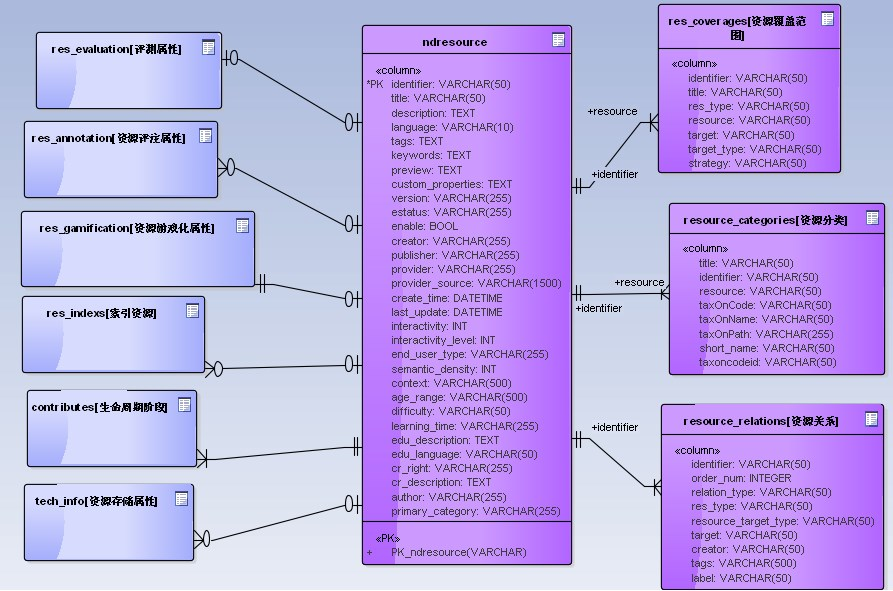 res_evaluation[评测属性]
res_annotation[资源评注属性]
res_gamification[资源游戏化属性]
res_indexs[索引资源]
contributes[生命周期阶段]
tech_info[资源存储属性]
ndresource
«column»
*PK identifier: VARCHAR(50)
title: VARCHAR(50)
description: TEXT
language: VARCHAR(10)
tags: TEXT
keywords: TEXT
preview: TEXT
custom_properties: TEXT
version: VARCHAR(255)
estatus: VARCHAR(255)
enable: BOOL
creator: VARCHAR(255)
publisher: VARCHAR(255)
provider: VARCHAR(255)
provider_source: VARCHAR(1500)
create_time: DATETIME
last_update: DATETIME
interactivity: INT
interactivity_level: INT
end_user_type: VARCHAR(255)
semantic_density: INT
context: VARCHAR(500)
age_range: VARCHAR(500)
difficulty: VARCHAR(50)
learning_time: VARCHAR(255)
edu_description: TEXT
edu_language: VARCHAR(50)
cr_right: VARCHAR(255)
cr_description: TEXT
author: VARCHAR(255)
primary_category: VARCHAR(255)
«PK»
+ PK_ndresource(VARCHAR)
+resource
+identifier
+resource
+identifier
+identifier
res_coverages[资源覆盖范
围]
«column»
identifier: VARCHAR(50)
title: VARCHAR(50)
res_type: VARCHAR(50)
resource: VARCHAR(50)
target: VARCHAR(50)
target_type: VARCHAR(50)
strategy: VARCHAR(50)
resource_categories[资源分类]
«column»
title: VARCHAR(50)
identifier: VARCHAR(50)
resource: VARCHAR(50)
taxOnCode: VARCHAR(50)
taxOnName: VARCHAR(50)
taxOnPath: VARCHAR(255)
short_name: VARCHAR(50)
taxoncodeid: VARCHAR(50)
resource_relations[资源关系]
«column»
identifier: VARCHAR(50)
order_num: INTEGER
relation_type: VARCHAR(50)
res_type: VARCHAR(50)
resource_target_type: VARCHAR(50)
target: VARCHAR(50)
creator: VARCHAR(50)
tags: VARCHAR(500)
label: VARCHAR(50)